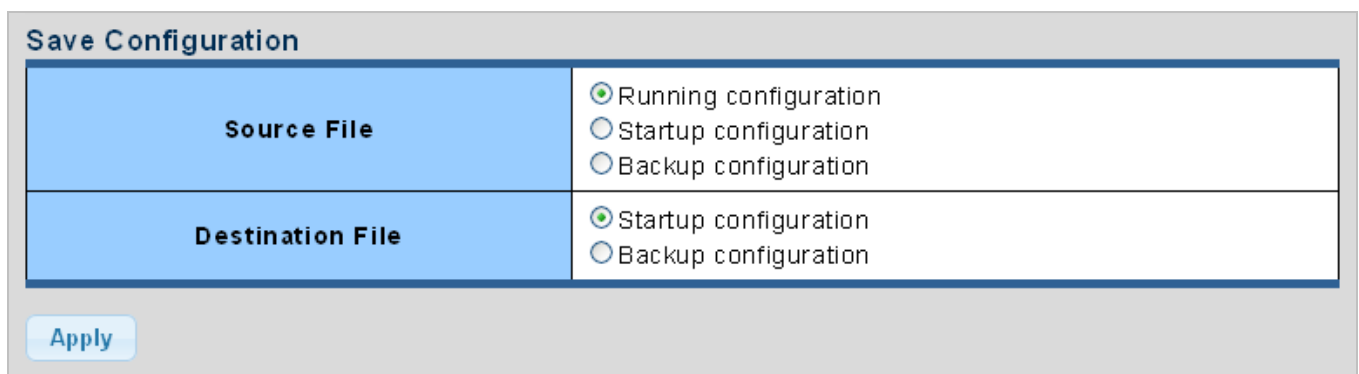 Save Configuration
Source File
Running configuration
Startup configuration
Backup configuration
Destination File
Startup configuration
Backup configuration
Apply